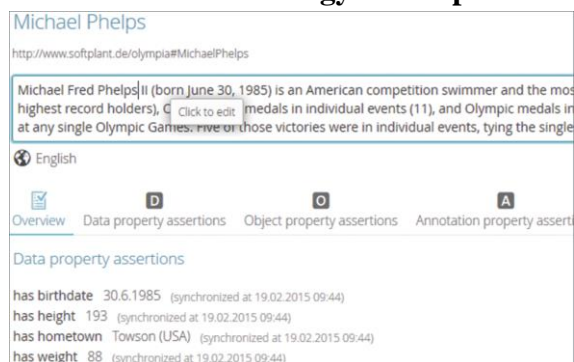 Michael Phelps
http://www.softplant.de/olympia#MichaelPhelps
Michael Fred Phelps II (born June 30, 1985) is an American competition swimmer and the mos
highest record holders), O Click to edit medals in individual events (11), and Olympic medals in
at any single Olympic Games. Five of those victories were in individual events, tying the single
English
D O A
Overview Data property assertions Object property assertions Annotation property asserti
Data property assertions
has birthdate 30.6.1985 (synchronized at 19.02.2015 09:44)
has height 193 (synchronized at 19.02.2015 09:44)
has hometown Towson (USA) (synchronized at 19.02.2015 09:44)
has weight 88 (synchronized at 19.02.2015 09:44)